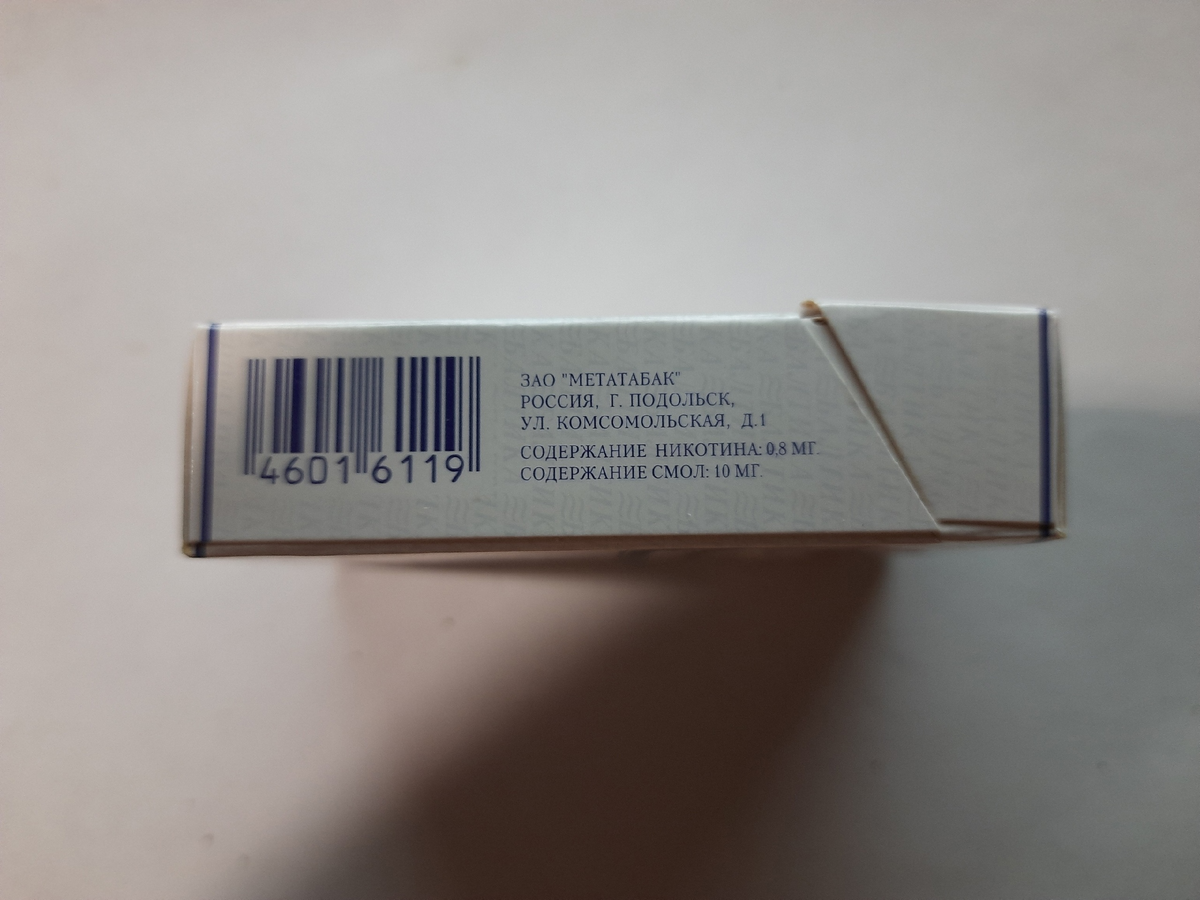 4601 6119
ЗАО "МЕТАТАБАК"
РОССИЯ, Г. ПОДОЛЬСК,
УЛ. КОМСОМОЛЬСКАЯ, Д.1
СОДЕРЖАНИЕ НИКОТИНА: 0,8 МГ.
СОДЕРЖАНИЕ СМОЛ: 10 МГ.